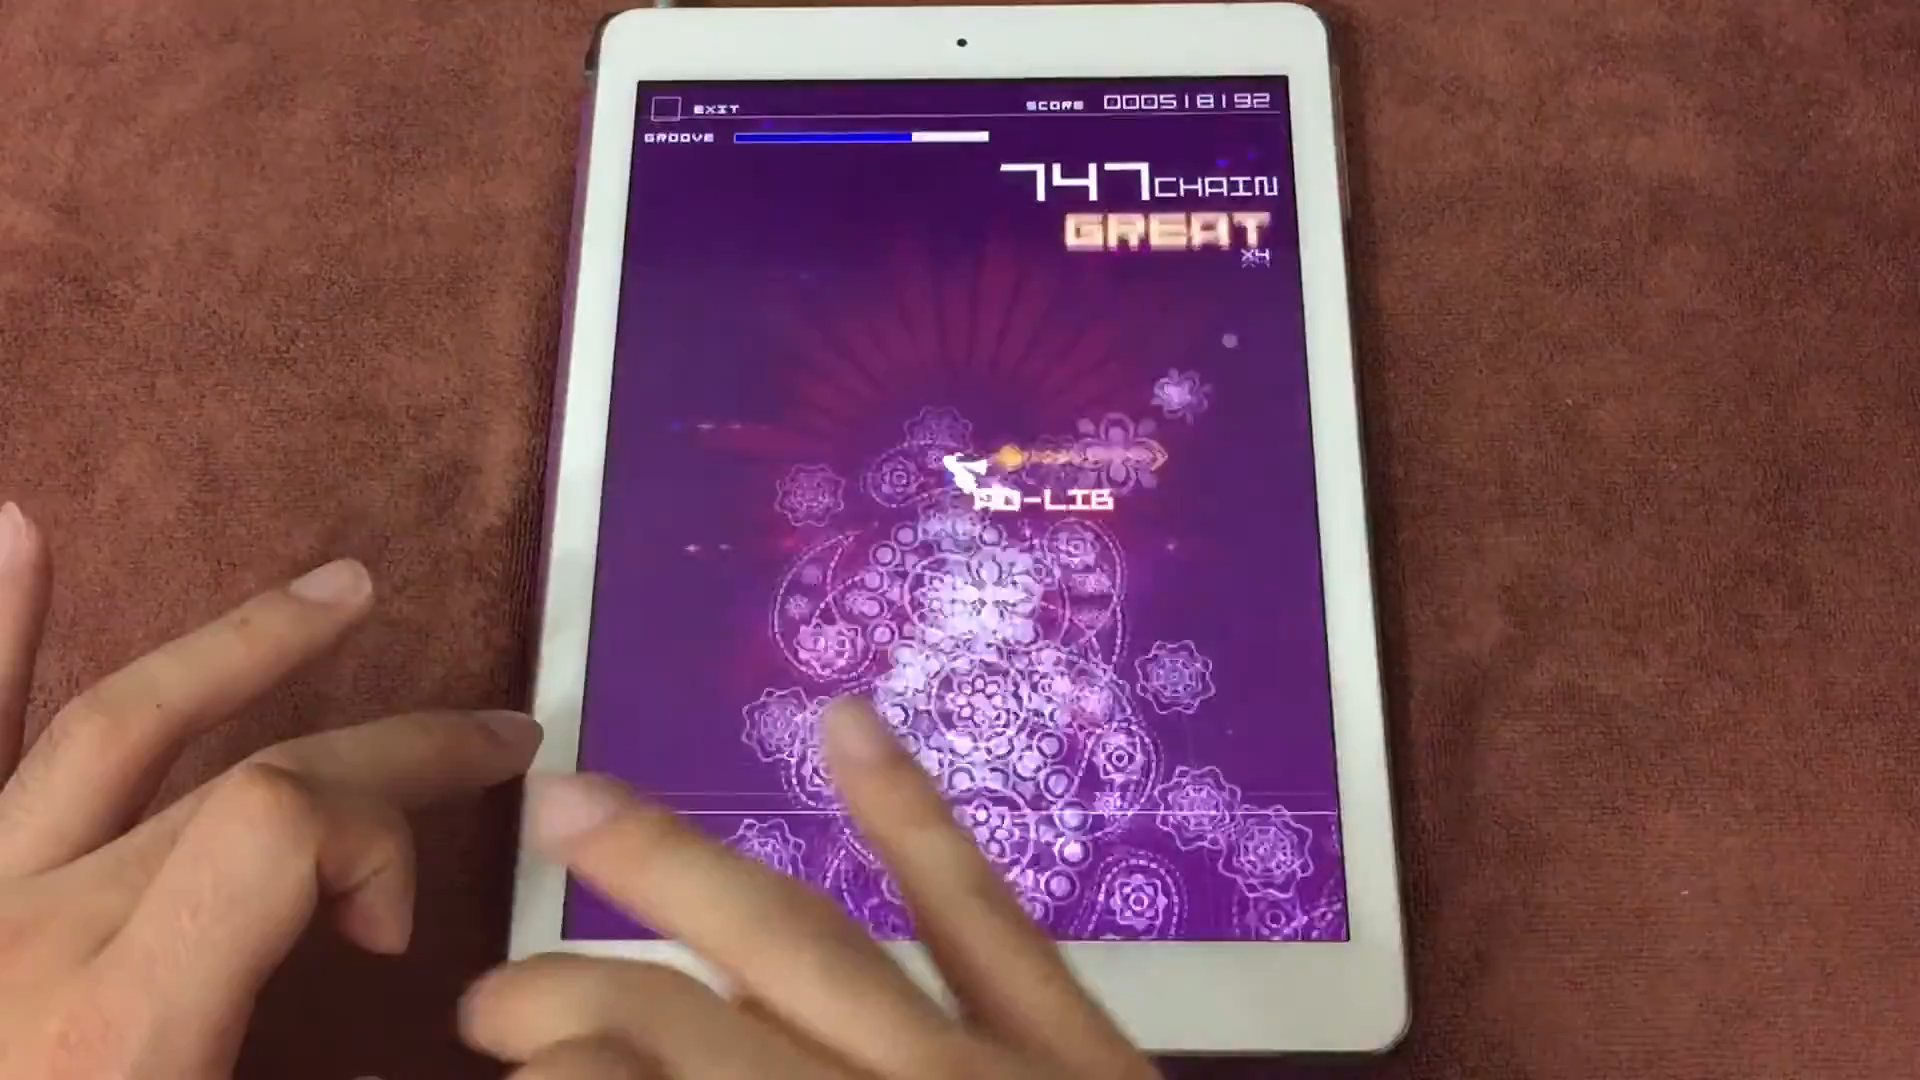 EXIT
SCORE 000518192
GROOVE
747CHAIN
GREAT
X4
AD-LIB